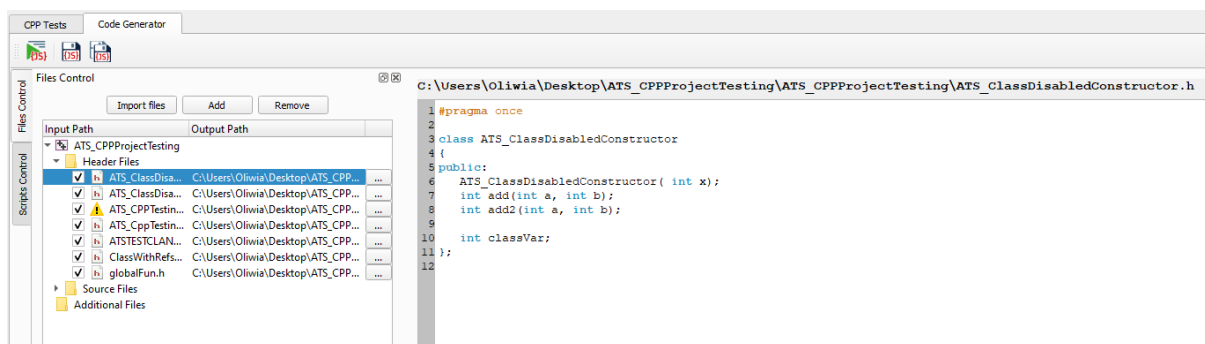 CPP Tests Code Generator
{JS} {JS} {JS}
Files Control
Scripts Control
Files Control
Import files Add Remove
Input Path Output Path
ATS_CPPProjectTesting
Header Files
h ATS_ClassDisa... C:\Users\Oliwia\Desktop\ATS_CPP... ...
h ATS_ClassDisa... C:\Users\Oliwia\Desktop\ATS_CPP... ...
ATS_CPPTestin... C:\Users\Oliwia\Desktop\ATS_CPP... ...
h ATS_CppTestin... C:\Users\Oliwia\Desktop\ATS_CPP... ...
h ATSTESTCLAN... C:\Users\Oliwia\Desktop\ATS_CPP... ...
h ClassWithRefs... C:\Users\Oliwia\Desktop\ATS_CPP... ...
h globalFun.h C:\Users\Oliwia\Desktop\ATS_CPP... ...
Source Files
Additional Files
C:\Users\Oliwia\Desktop\ATS_CPPProjectTesting\ATS_CPPProjectTesting\ATS_ClassDisabledConstructor.h
1 #pragma once
2
3 class ATS_ClassDisabledConstructor
4 {
5 public:
6 ATS_ClassDisabledConstructor( int x);
7 int add(int a, int b);
8 int add2(int a, int b);
9
10 int classVar;
11 };
12